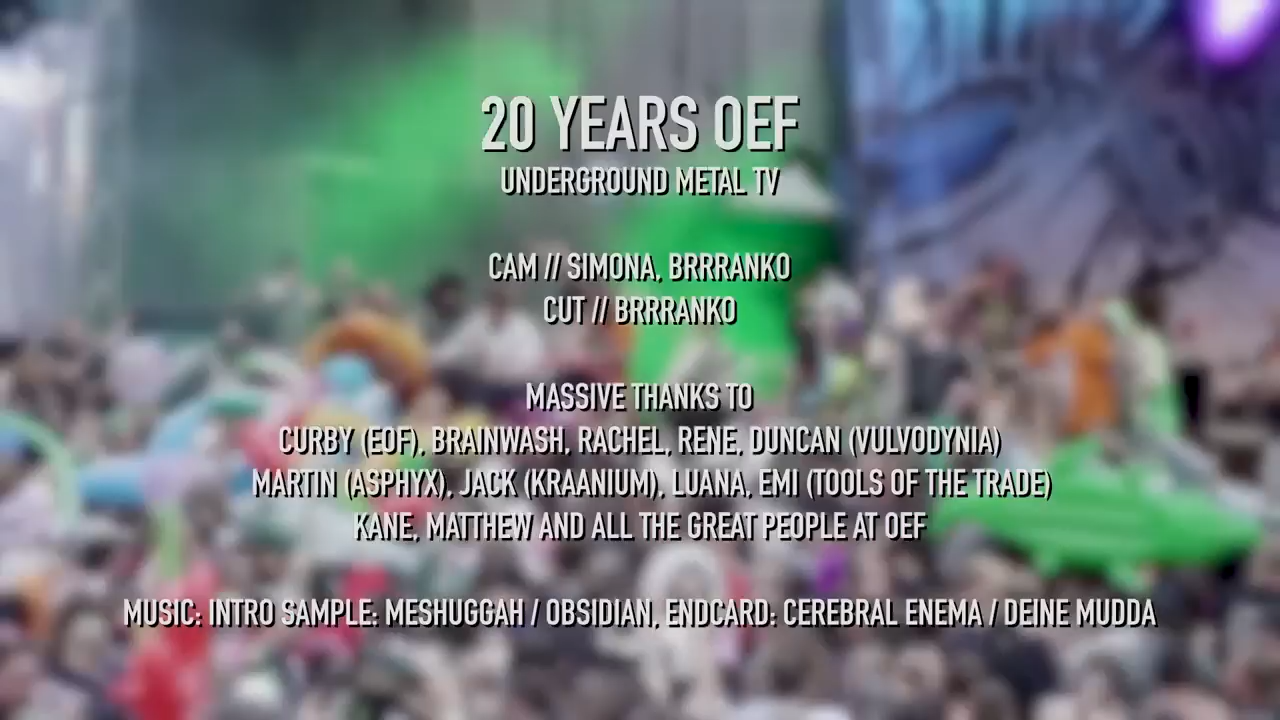 20 YEARS OEF
UNDERGROUND METAL TV
CAM // SIMONA, BRRRANKO
CUT // BRRRANKO
MASSIVE THANKS TO
CURBY (EOF), BRAINWASH, RACHEL, RENE, DUNCAN (VULVODYNIA)
MARTIN (ASPHYX), JACK (KRAANIUM), LUANA, EMI (TOOLS OF THE TRADE)
KANE, MATTHEW AND ALL THE GREAT PEOPLE AT OEF
MUSIC: INTRO SAMPLE: MESHUGGAH / OBSIDIAN, ENDCARD: CEREBRAL ENEMA / DEINE MUDDA